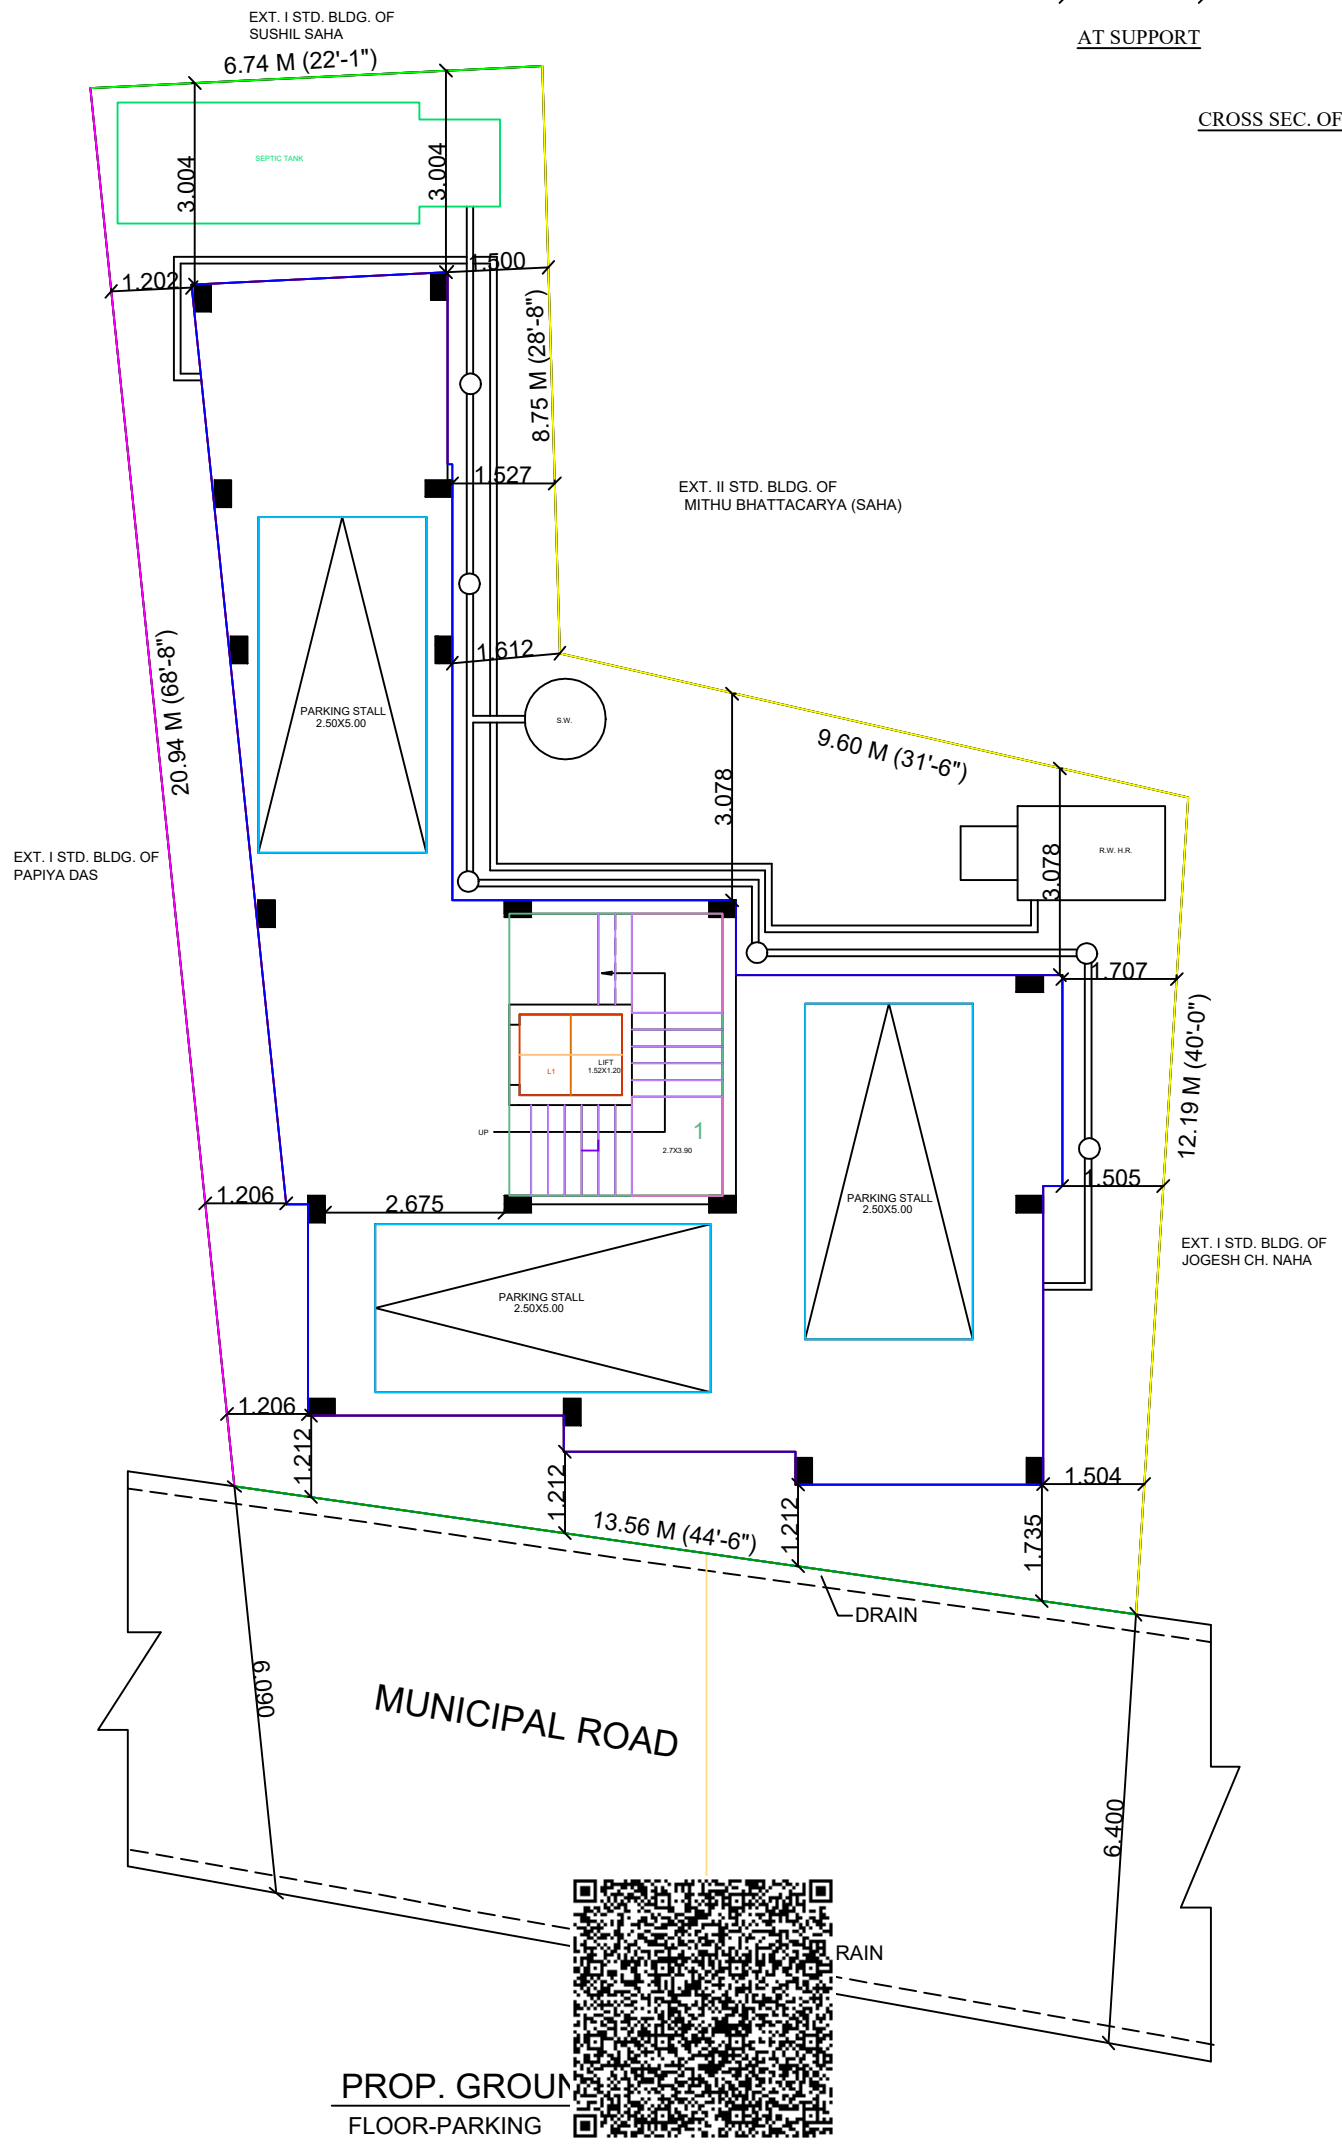 EXT. I STD. BLDG. OF
SUSHIL SAHA
6.74 M (22'-1")
AT SUPPORT
CROSS SEC. OF
SEPTIC TANK
3.004
3.004
1.202
1.500
8.75 M (28'-8")
1.527
EXT. II STD. BLDG. OF
MITHU BHATTACARYA (SAHA)
1.612
20.94 M (68'-8")
PARKING STALL
2.50X5.00
S.W.
9.60 M (31'-6")
3.078
3.078
R.W. H.R.
EXT. I STD. BLDG. OF
PAPIYA DAS
1.707
LIFT
1.52X1.20
L1
12.19 M (40'-0")
UP
1
2.7X3.90
1.505
1.206
2.675
PARKING STALL
2.50X5.00
EXT. I STD. BLDG. OF
JOGESH CH. NAHA
PARKING STALL
2.50X5.00
1.206
1.212
1.212
13.56 M (44'-6")
1.212
1.504
1.735
DRAIN
6.090
MUNICIPAL ROAD
6.400
RAIN
PROP. GROUN
FLOOR-PARKING